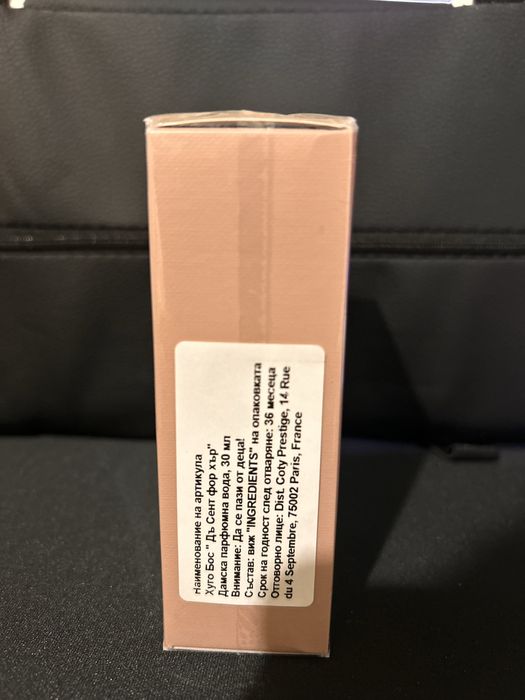 Наименование на артикула
Хуго Бос " Дъ Сент фор хър"
Дамска парфюмна вода, 30 мл
Внимание: Да се пази от деца!
Състав: виж "INGREDIENTS" на опаковката
Срок на годност след отваряне: 36 месеца
Отговорно лице: Dist. Coty Prestige, 14 Rue
du 4 Septembre, 75002 Paris, France